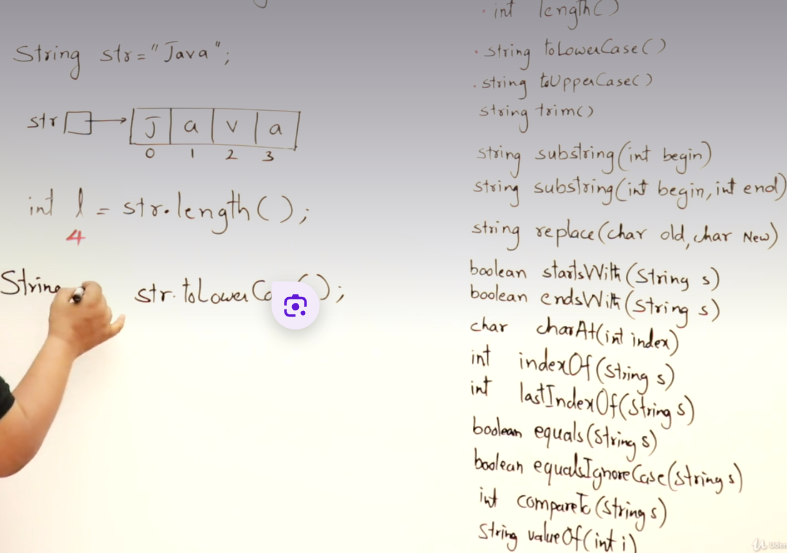 String str="Java";
str
J a v a
0 1 2 3
int l = str.length();
4
String str.toLowerCa ();
. int length()
. string toLowerCase()
. string toUpperCase()
string trim()
string substring(int begin)
string substring(int begin, int end)
string replace(char old, char New)
boolean startsWith(String s)
boolean endsWith(String s)
char charAt(int index)
int indexOf(String s)
int lastIndexOf(String s)
boolean equals(String s)
boolean equalsIgnoreCase(String s)
int compareTo(String s)
string valueOf(int i)